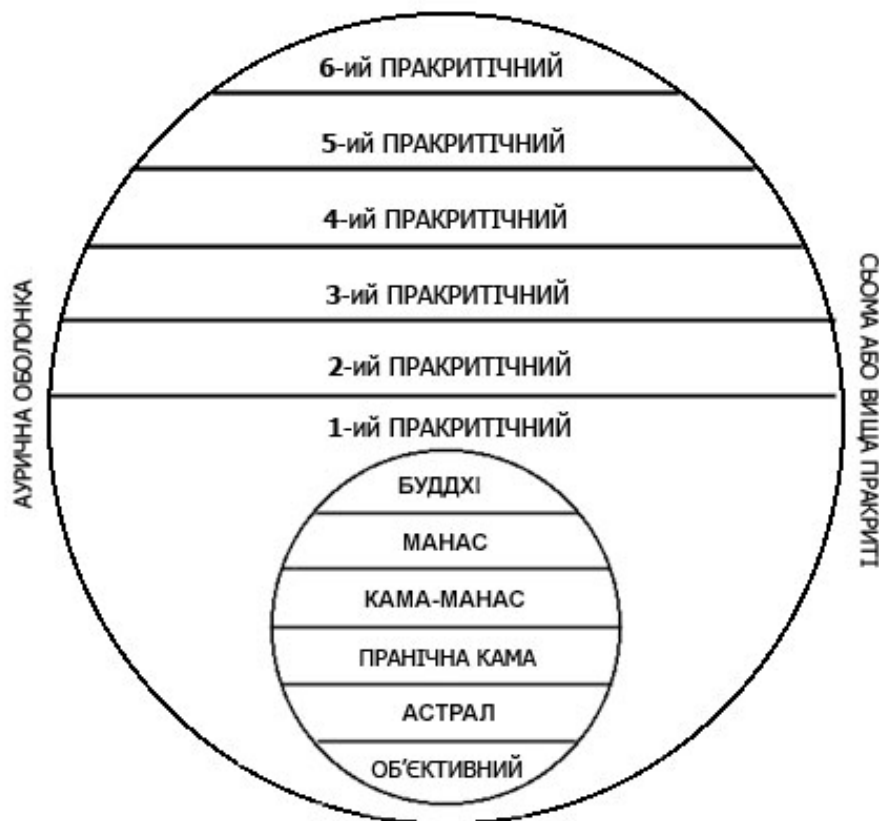 6-ий ПРАКРИТІЧНИЙ
5-ий ПРАКРИТІЧНИЙ
4-ий ПРАКРИТІЧНИЙ
3-ий ПРАКРИТІЧНИЙ
2-ий ПРАКРИТІЧНИЙ
1-ий ПРАКРИТІЧНИЙ
БУДДХІ
МАНАС
КАМА-МАНАС
ПРАНІЧНА КАМА
АСТРАЛ
ОБ'ЄКТИВНИЙ
АУРИЧНА ОБОЛОНКА
СЬОМА АБО ВИЩА ПРАКРИТІ